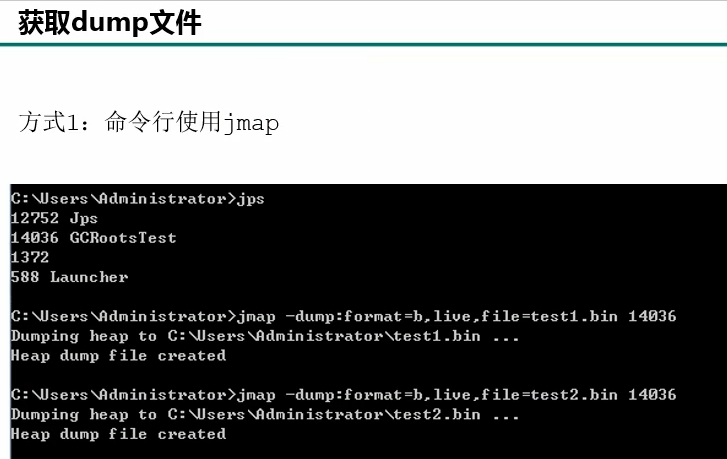 获取dump文件
方式1：命令行使用jmap
C:\Users\Administrator>jps
12752 Jps
14036 GCRootsTest
1372
588 Launcher
C:\Users\Administrator>jmap -dump:format=b,live,file=test1.bin 14036
Dumping heap to C:\Users\Administrator\test1.bin ...
Heap dump file created
C:\Users\Administrator>jmap -dump:format=b,live,file=test2.bin 14036
Dumping heap to C:\Users\Administrator\test2.bin ...
Heap dump file created